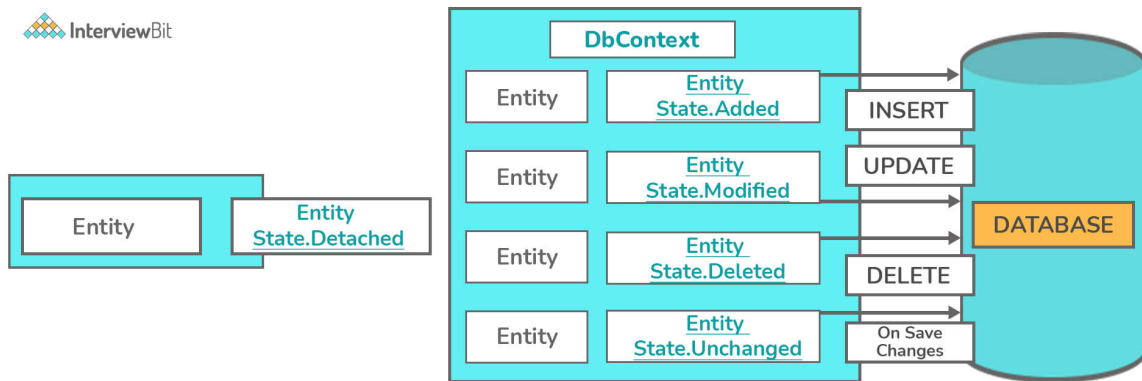 InterviewBit
DbContext
Entity
Entity
State.Added
INSERT
Entity
Entity
State.Modified
UPDATE
Entity
Entity
State.Detached
DATABASE
Entity
Entity
State.Deleted
DELETE
Entity
Entity
State.Unchanged
On Save
Changes